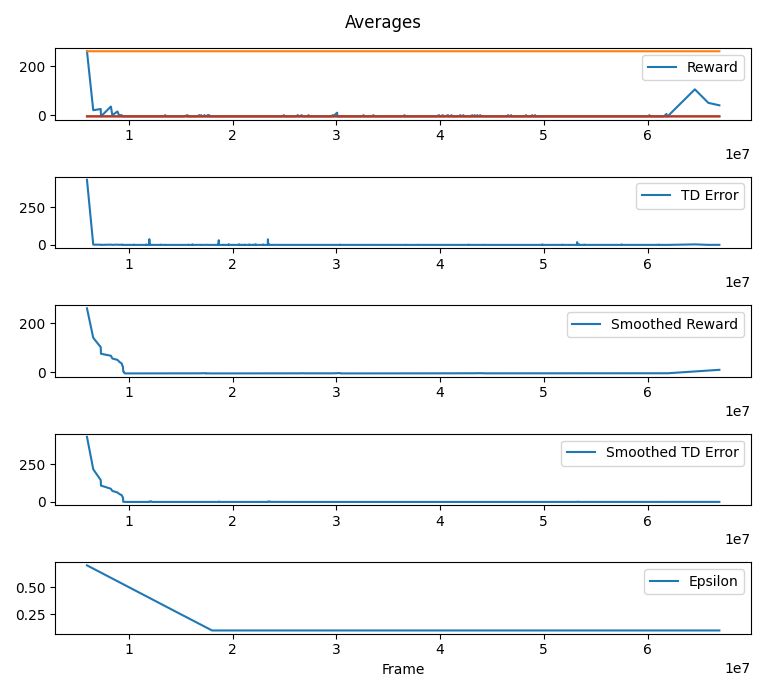 Averages
200
0
Reward
1 2 3 4 5 6
1e7
250
0
TD Error
1 2 3 4 5 6
1e7
200
0
Smoothed Reward
1 2 3 4 5 6
1e7
250
0
Smoothed TD Error
1 2 3 4 5 6
1e7
0.50
0.25
Epsilon
1 2 3 4 5 6
1e7
Frame